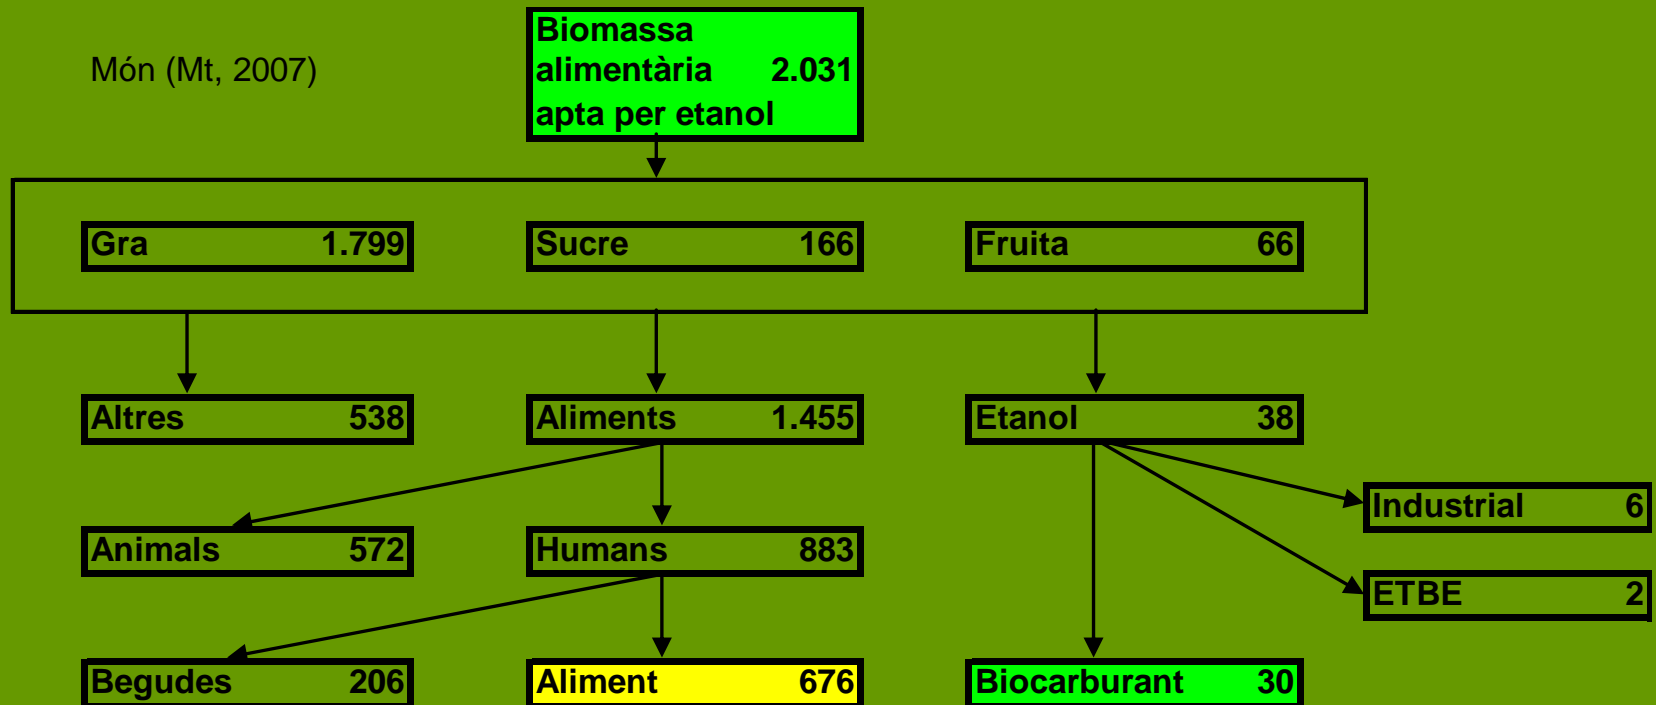 Món (Mt, 2007)
Biomassa
alimentària 2.031
apta per etanol
Gra 1.799
Sucre 166
Fruita 66
Altres 538
Aliments 1.455
Etanol 38
Industrial 6
Animals 572
Humans 883
ETBE 2
Begudes 206
Aliment 676
Biocarburant 30